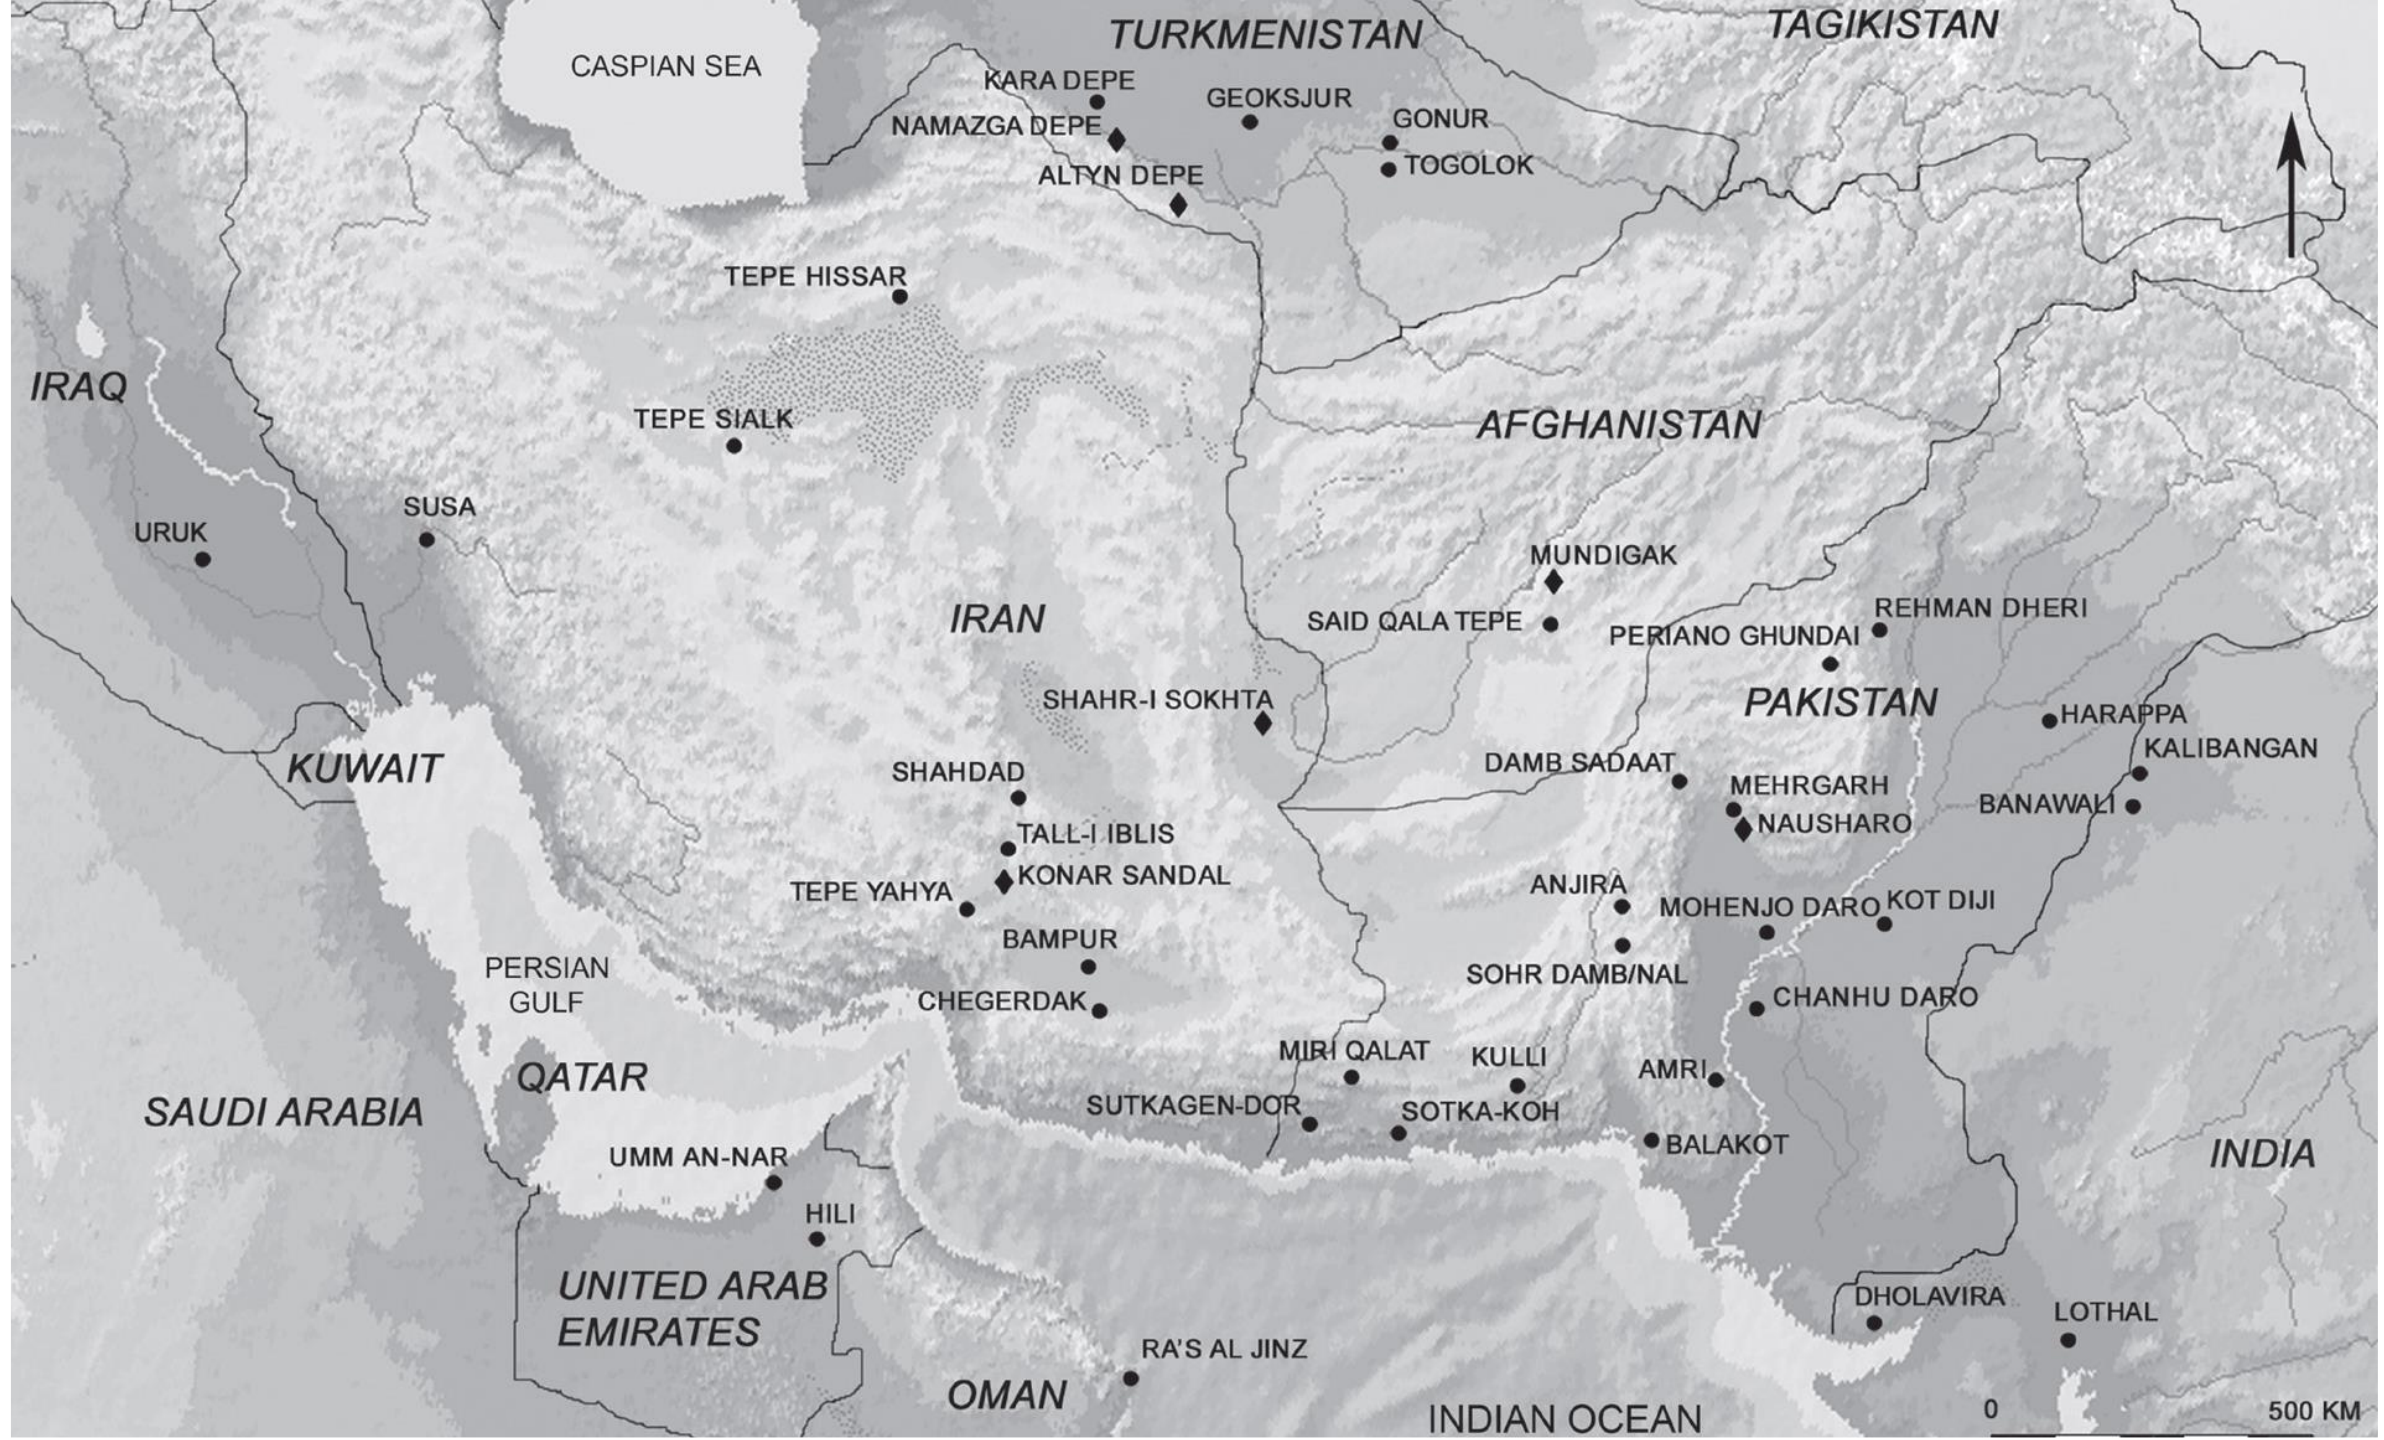 TURKMENISTAN
TAGIKISTAN
CASPIAN SEA
KARA DEPE
GEOKSJUR
GONUR
NAMAZGA DEPE
TOGOLOK
ALTYN DEPE
TEPE HISSAR
IRAQ
TEPE SIALK
AFGHANISTAN
SUSA
URUK
MUNDIGAK
REHMAN DHERI
IRAN
SAID QALA TEPE
PERIANO GHUNDAI
SHAHR-I SOKHTA
PAKISTAN
HARAPPA
KALIBANGAN
KUWAIT
SHAHDAD
DAMB SADAAT
MEHRGARH
BANAWALI
NAUSHARO
TALL-I IBLIS
KONAR SANDAL
TEPE YAHYA
ANJIRA
MOHENJO DARO
KOT DIJI
BAMPUR
PERSIAN
GULF
SOHR DAMB/NAL
CHEGERDAK
CHANHU DARO
MIRI QALAT
KULLI
AMRI
QATAR
SAUDI ARABIA
SUTKAGEN-DOR
SOTKA-KOH
BALAKOT
INDIA
UMM AN-NAR
HILI
UNITED ARAB
EMIRATES
DHOLAVIRA
LOTHAL
RA'S AL JINZ
OMAN
INDIAN OCEAN
0
500 KM